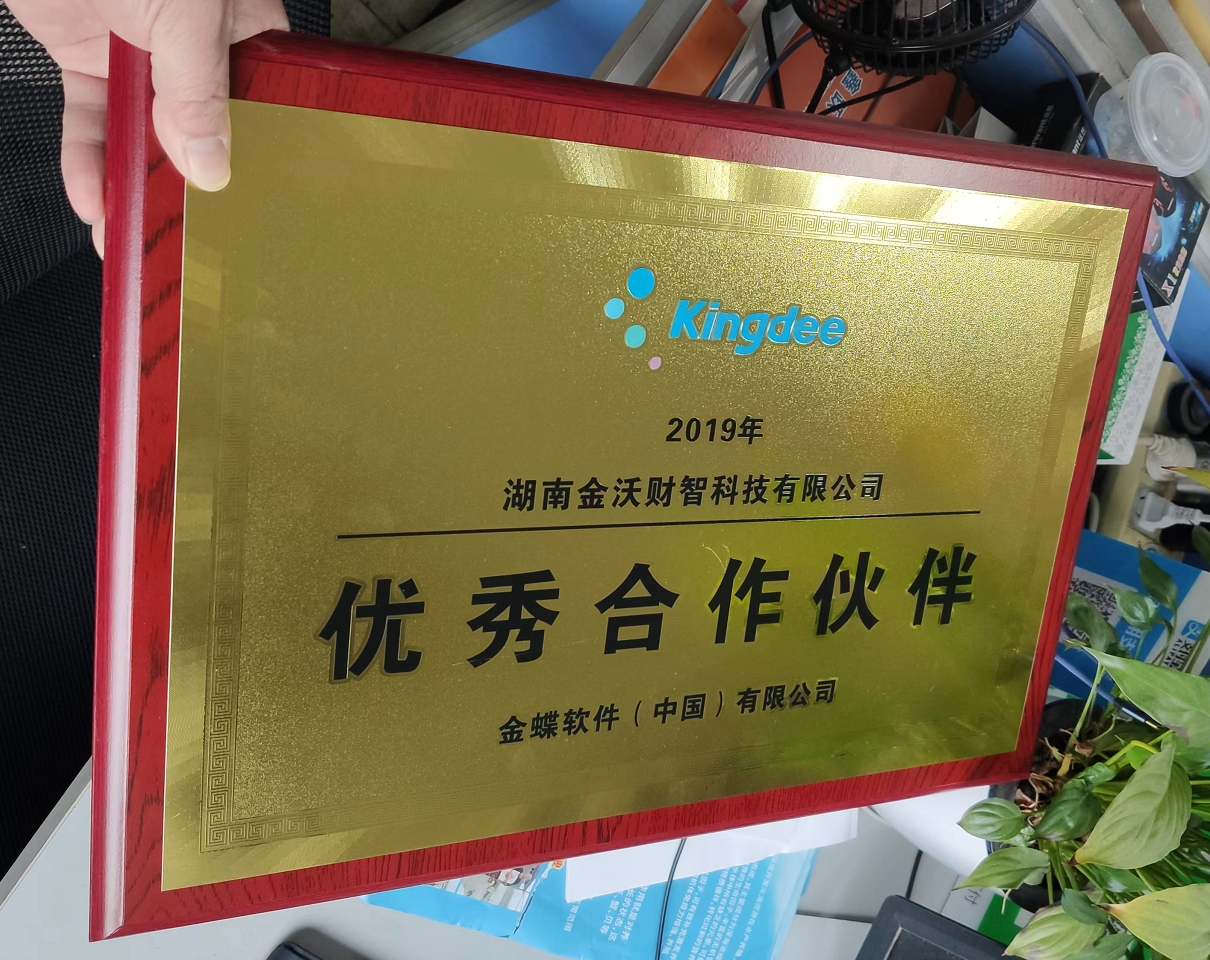 Kingdee
2019年
湖南金沃财智科技有限公司
优秀合作伙伴
金蝶软件（中国）有限公司